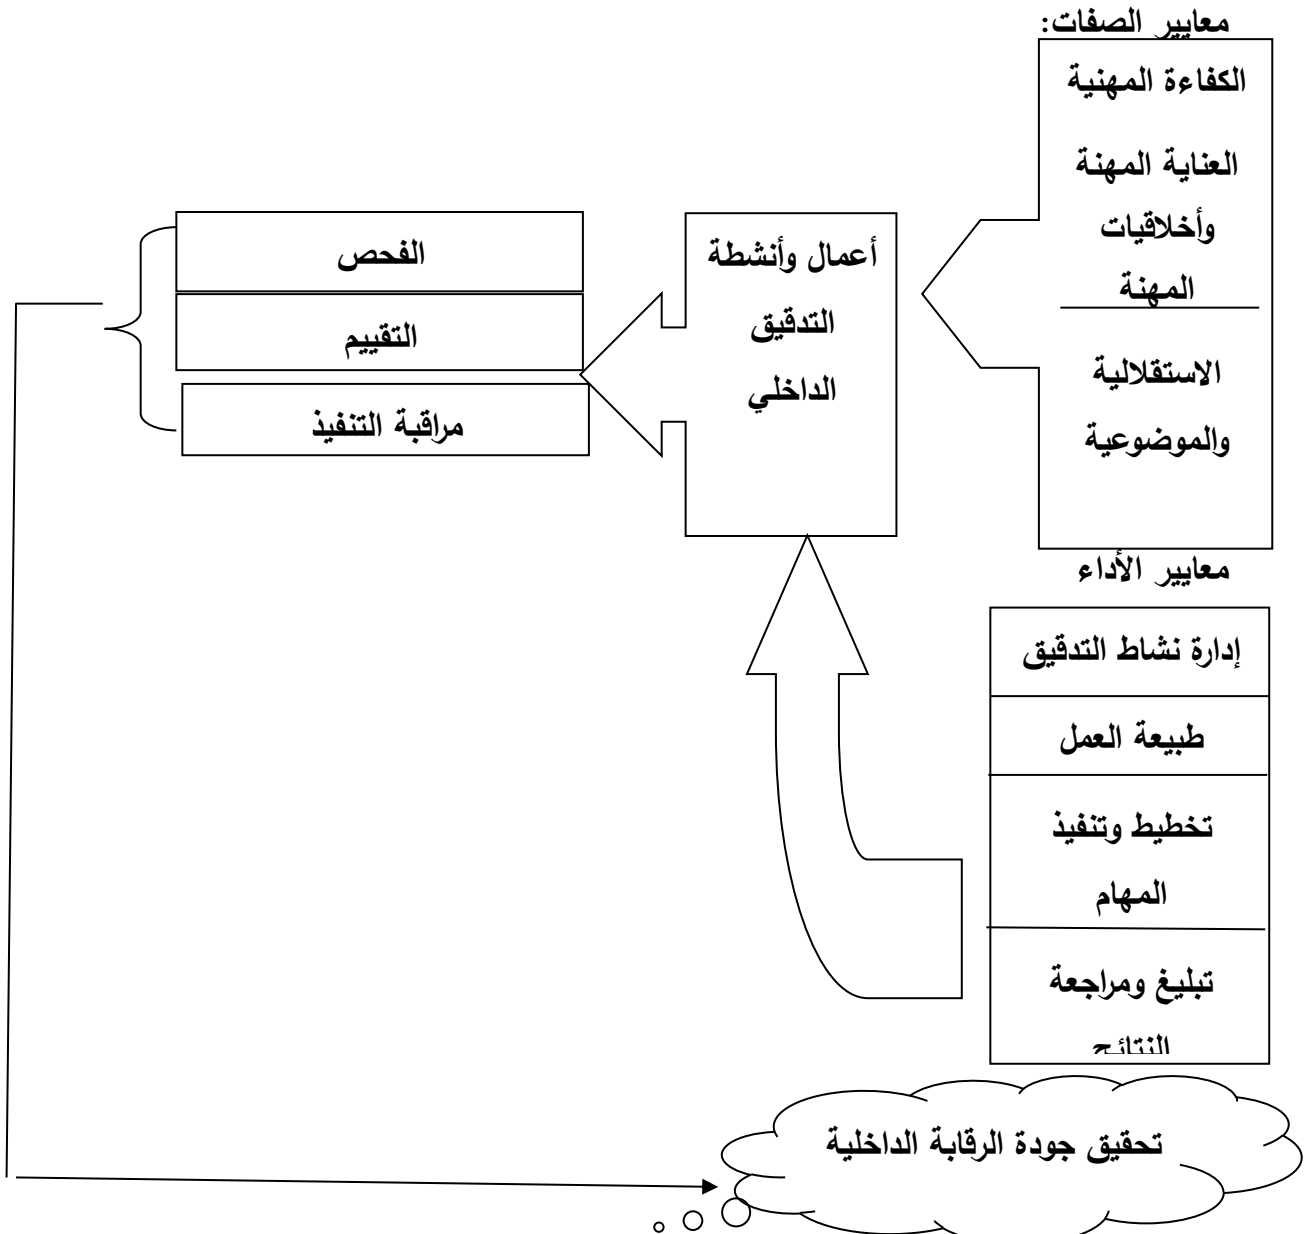 معايير الصفات:
الكفاءة المهنية
العناية المهنة
وأخلاقيات
المهنة
الاستقلالية
والموضوعية
أعمال وأنشطة
التدقيق
الداخلي
الفحص
التقييم
مراقبة التنفيذ
معايير الأداء
إدارة نشاط التدقيق
طبيعة العمل
تخطيط وتنفيذ
المهام
تبليغ ومراجعة
النتائج
تحقيق جودة الرقابة الداخلية